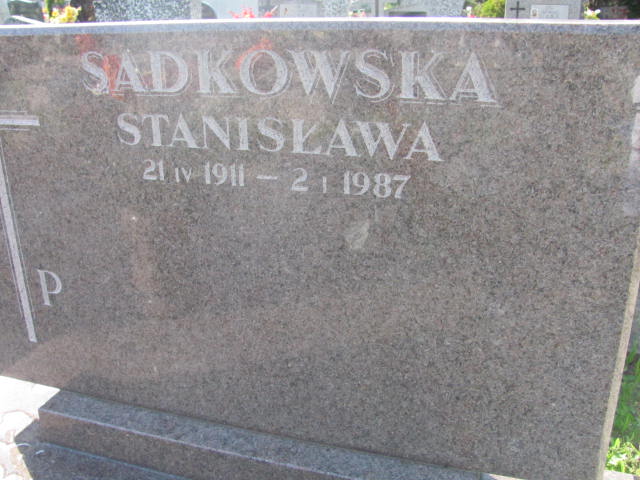 SADKOWSKA
STANISŁAWA
21 IV 1911 – 2 I 1987
P